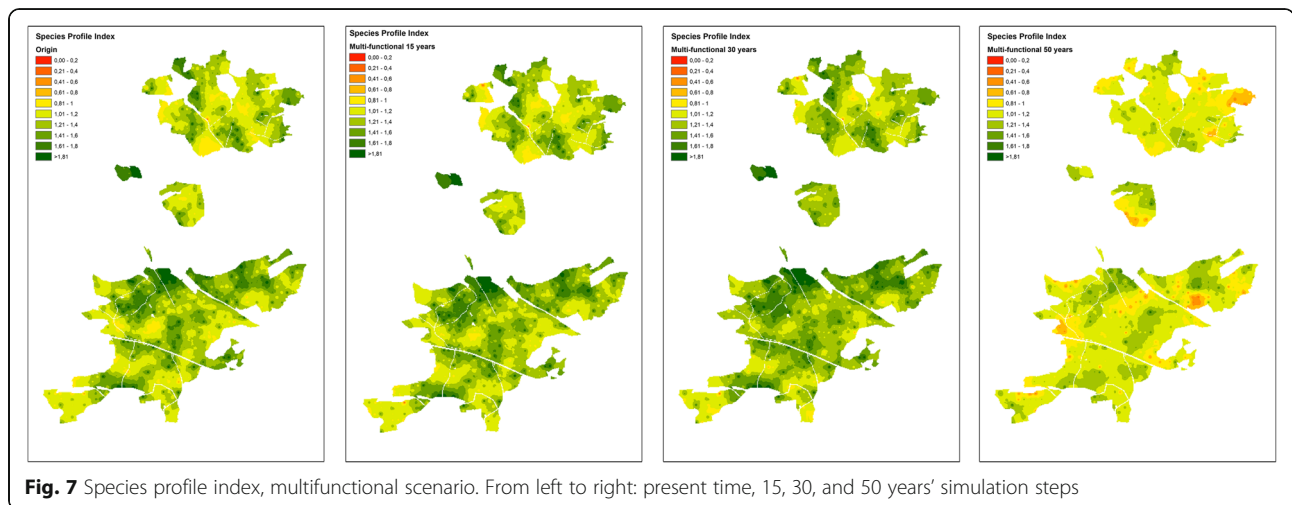 Species Profile Index
Origin
0,00 - 0,2
0,21 - 0,4
0,41 - 0,6
0,61 - 0,8
0,81 - 1
1,01 - 1,2
1,21 - 1,4
1,41 - 1,6
1,61 - 1,8
>1,81
Species Profile Index
Multi-functional 15 years
0,00 - 0,2
0,21 - 0,4
0,41 - 0,6
0,61 - 0,8
0,81 - 1
1,01 - 1,2
1,21 - 1,4
1,41 - 1,6
1,61 - 1,8
>1,81
Species Profile Index
Multi-functional 30 years
0,00 - 0,2
0,21 - 0,4
0,41 - 0,6
0,61 - 0,8
0,81 - 1
1,01 - 1,2
1,21 - 1,4
1,41 - 1,6
1,61 - 1,8
>1,81
Species Profile Index
Multi-functional 50 years
0,00 - 0,2
0,21 - 0,4
0,41 - 0,6
0,61 - 0,8
0,81 - 1
1,01 - 1,2
1,21 - 1,4
1,41 - 1,6
1,61 - 1,8
>1,81
Fig. 7 Species profile index, multifunctional scenario. From left to right: present time, 15, 30, and 50 years' simulation steps